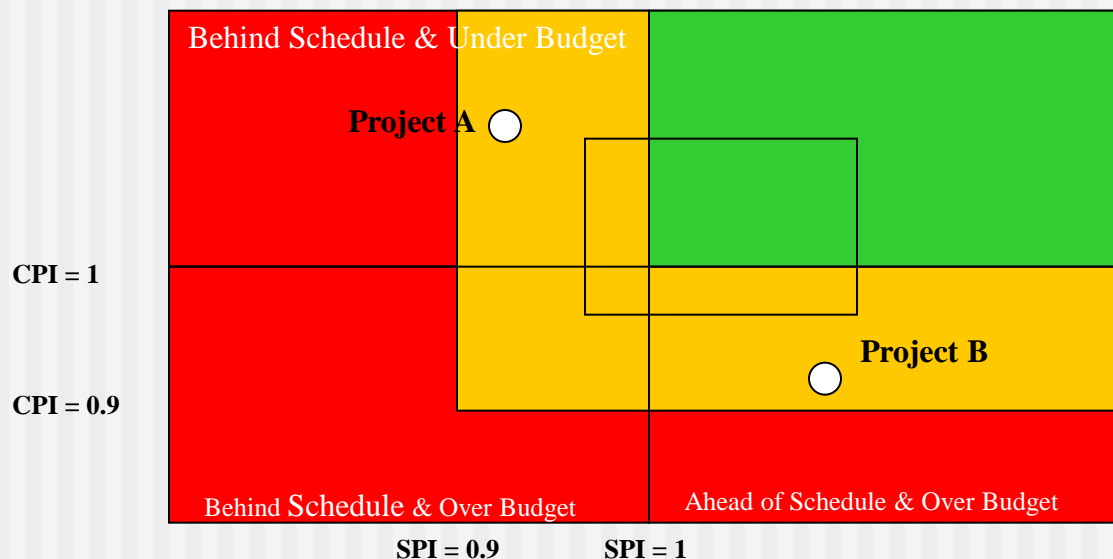 Behind Schedule & Under Budget
Project A
CPI = 1
Project B
CPI = 0.9
Behind Schedule & Over Budget
Ahead of Schedule & Over Budget
SPI = 0.9
SPI = 1